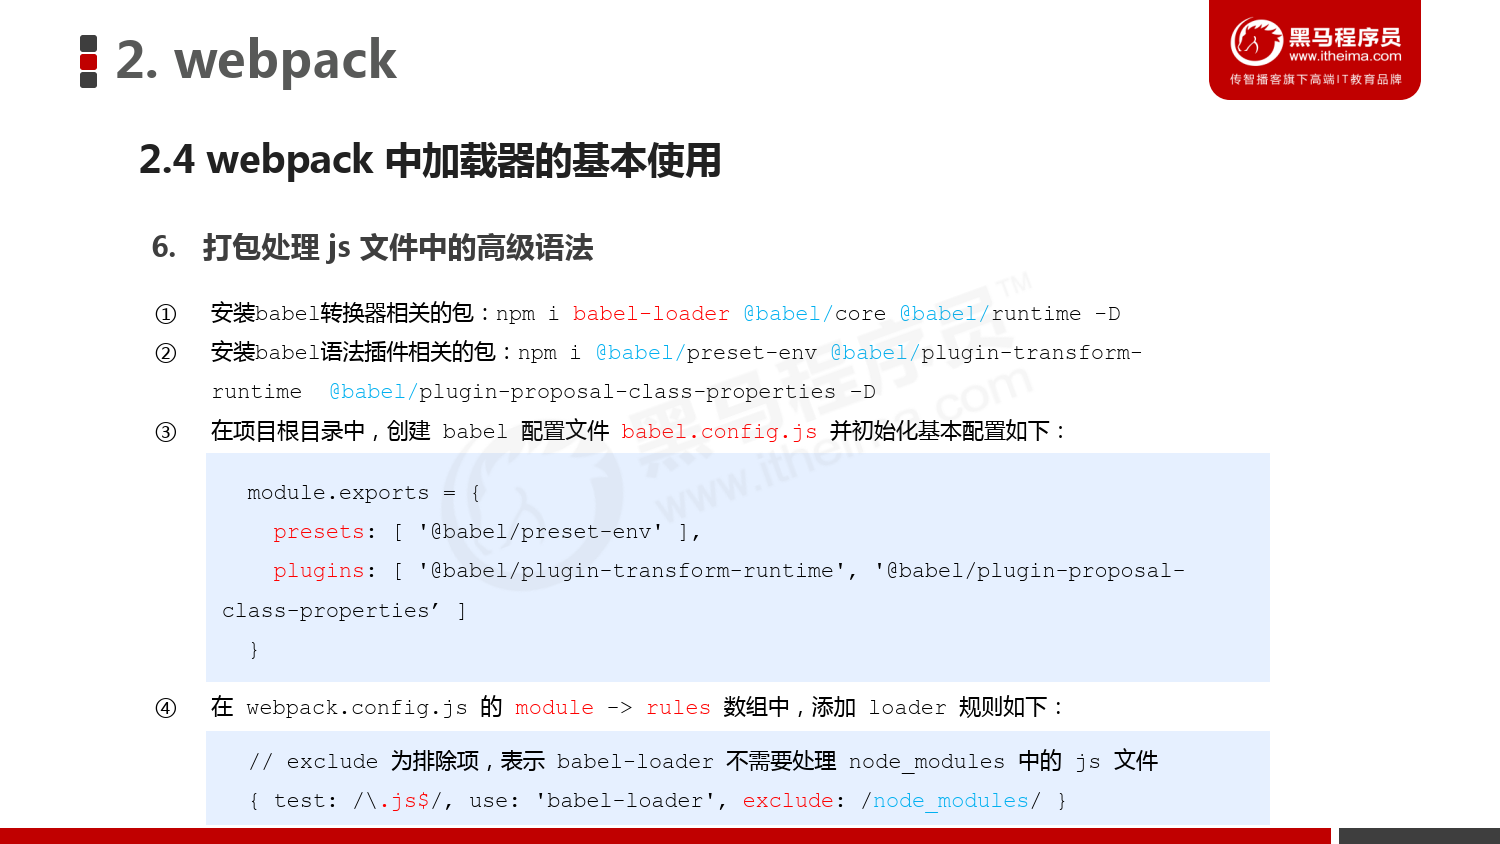 2. webpack
黑马程序员
www.itheima.com
传智播客旗下高端IT教育品牌
2.4 webpack 中加载器的基本使用
6. 打包处理 js 文件中的高级语法
① 安装babel转换器相关的包：npm i babel-loader @babel/core @babel/runtime -D
② 安装babel语法插件相关的包：npm i @babel/preset-env @babel/plugin-transform-
runtime @babel/plugin-proposal-class-properties –D
③ 在项目根目录中，创建 babel 配置文件 babel.config.js 并初始化基本配置如下：
module.exports = {
presets: [ '@babel/preset-env' ],
plugins: [ '@babel/plugin-transform-runtime', '@babel/plugin-proposal-
class-properties’ ]
}
④ 在 webpack.config.js 的 module -> rules 数组中，添加 loader 规则如下：
// exclude 为排除项，表示 babel-loader 不需要处理 node_modules 中的 js 文件
{ test: /\.js$/, use: 'babel-loader', exclude: /node_modules/ }
黑马程序员™
www.itheima.com